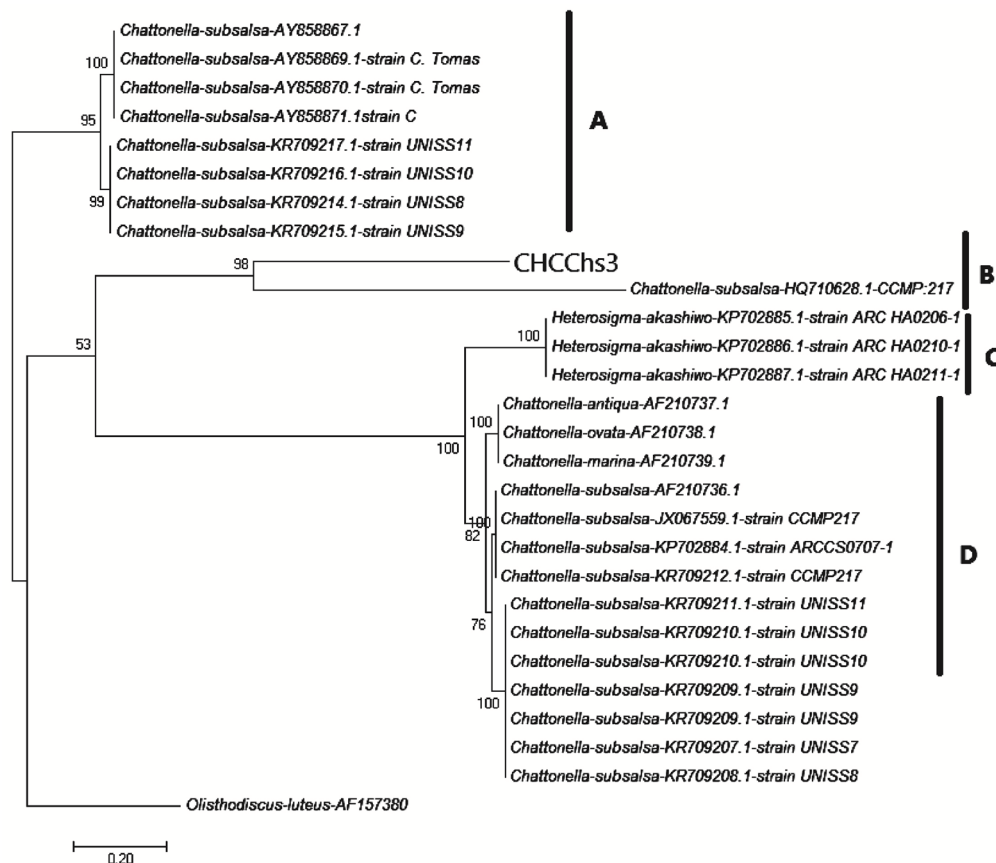 Chattonella-subsalsa-AY858867.1
Chattonella-subsalsa-AY858869.1-strain C. Tomas
100
Chattonella-subsalsa-AY858870.1-strain C. Tomas
Chattonella-subsalsa-AY858871.1strain C
A
95
Chattonella-subsalsa-KR709217.1-strain UNISS11
Chattonella-subsalsa-KR709216.1-strain UNISS10
99
Chattonella-subsalsa-KR709214.1-strain UNISS8
Chattonella-subsalsa-KR709215.1-strain UNISS9
98
CHCChs3
B
Chattonella-subsalsa-HQ710628.1-CCMP:217
Heterosigma-akashiwo-KP702885.1-strain ARC HA0206-1
100
Heterosigma-akashiwo-KP702886.1-strain ARC HA0210-1
C
53
Heterosigma-akashiwo-KP702887.1-strain ARC HA0211-1
Chattonella-antiqua-AF210737.1
100
Chattonella-ovata-AF210738.1
100
Chattonella-marina-AF210739.1
Chattonella-subsalsa-AF210736.1
100
Chattonella-subsalsa-JX067559.1-strain CCMP217
82
Chattonella-subsalsa-KP702884.1-strain ARCCS0707-1
D
Chattonella-subsalsa-KR709212.1-strain CCMP217
Chattonella-subsalsa-KR709211.1-strain UNISS11
76
Chattonella-subsalsa-KR709210.1-strain UNISS10
Chattonella-subsalsa-KR709210.1-strain UNISS10
Chattonella-subsalsa-KR709209.1-strain UNISS9
100
Chattonella-subsalsa-KR709209.1-strain UNISS9
Chattonella-subsalsa-KR709207.1-strain UNISS7
Chattonella-subsalsa-KR709208.1-strain UNISS8
Olisthodiscus-luteus-AF157380
0.20